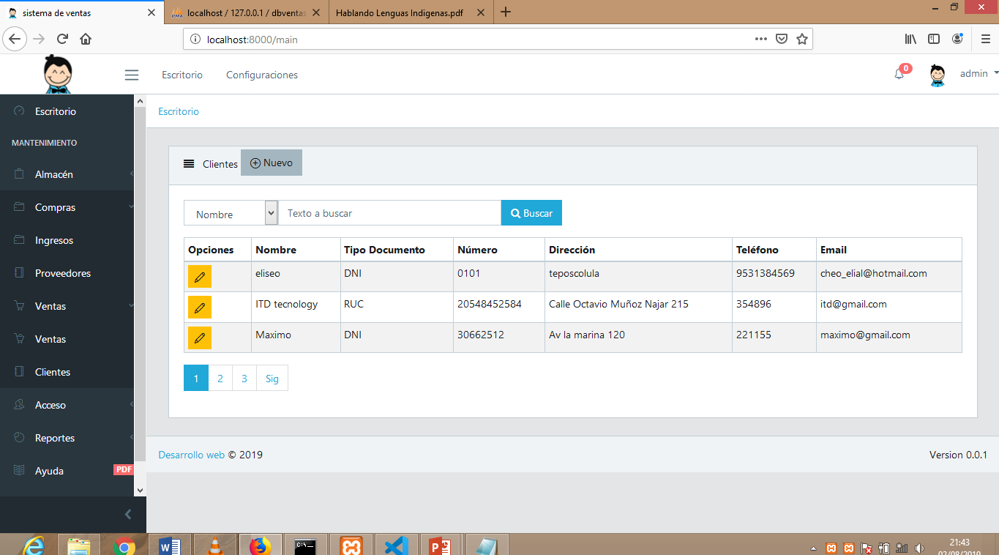 sistema de ventas
PMA localhost / 127.0.0.1 / dbventas
Hablando Lenguas Indigenas.pdf
localhost:8000/main
Escritorio Configuraciones 0 admin
Escritorio
MANTENIMIENTO
Almacén
Compras
Ingresos
Proveedores
Ventas
Ventas
Clientes
Acceso
Reportes
Ayuda PDF
Escritorio
Clientes Nuevo
Nombre Texto a buscar Buscar
Opciones Nombre Tipo Documento Número Dirección Teléfono Email
eliseo DNI 0101 teposcolula 9531384569 cheo_elial@hotmail.com
ITD tecnology RUC 20548452584 Calle Octavio Muñoz Najar 215 354896 itd@gmail.com
Maximo DNI 30662512 Av la marina 120 221155 maximo@gmail.com
1 2 3 Sig
Desarrollo web © 2019 Version 0.0.1
21:43
02/08/2019